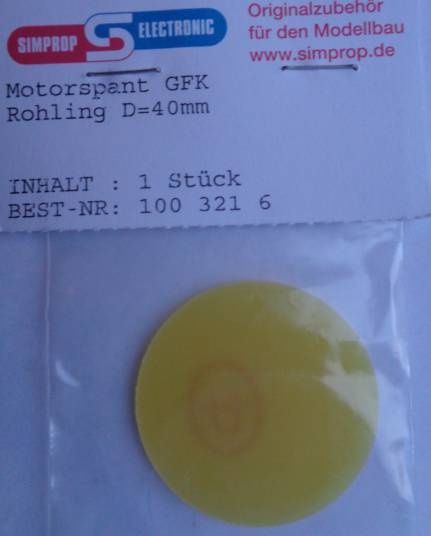 SIMPROP ELECTRONIC
Originalzubehör
für den Modellbau
www.simprop.de
Motorspant GFK
Rohling D=40mm
INHALT : 1 Stück
BEST-NR: 100 321 6